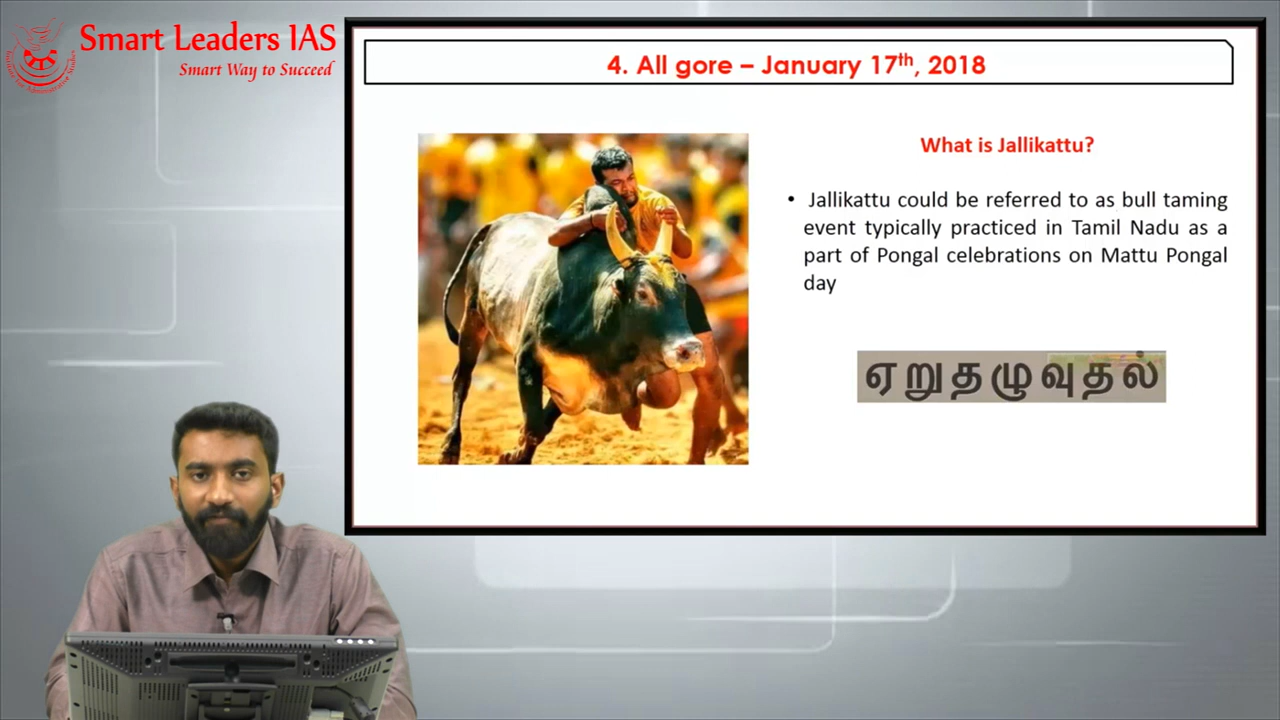 Smart Leaders IAS
Smart Way to Succeed
4. All gore – January 17th, 2018
What is Jallikattu?
• Jallikattu could be referred to as bull taming
event typically practiced in Tamil Nadu as a
part of Pongal celebrations on Mattu Pongal
day
ஏறுதழுவுதல்